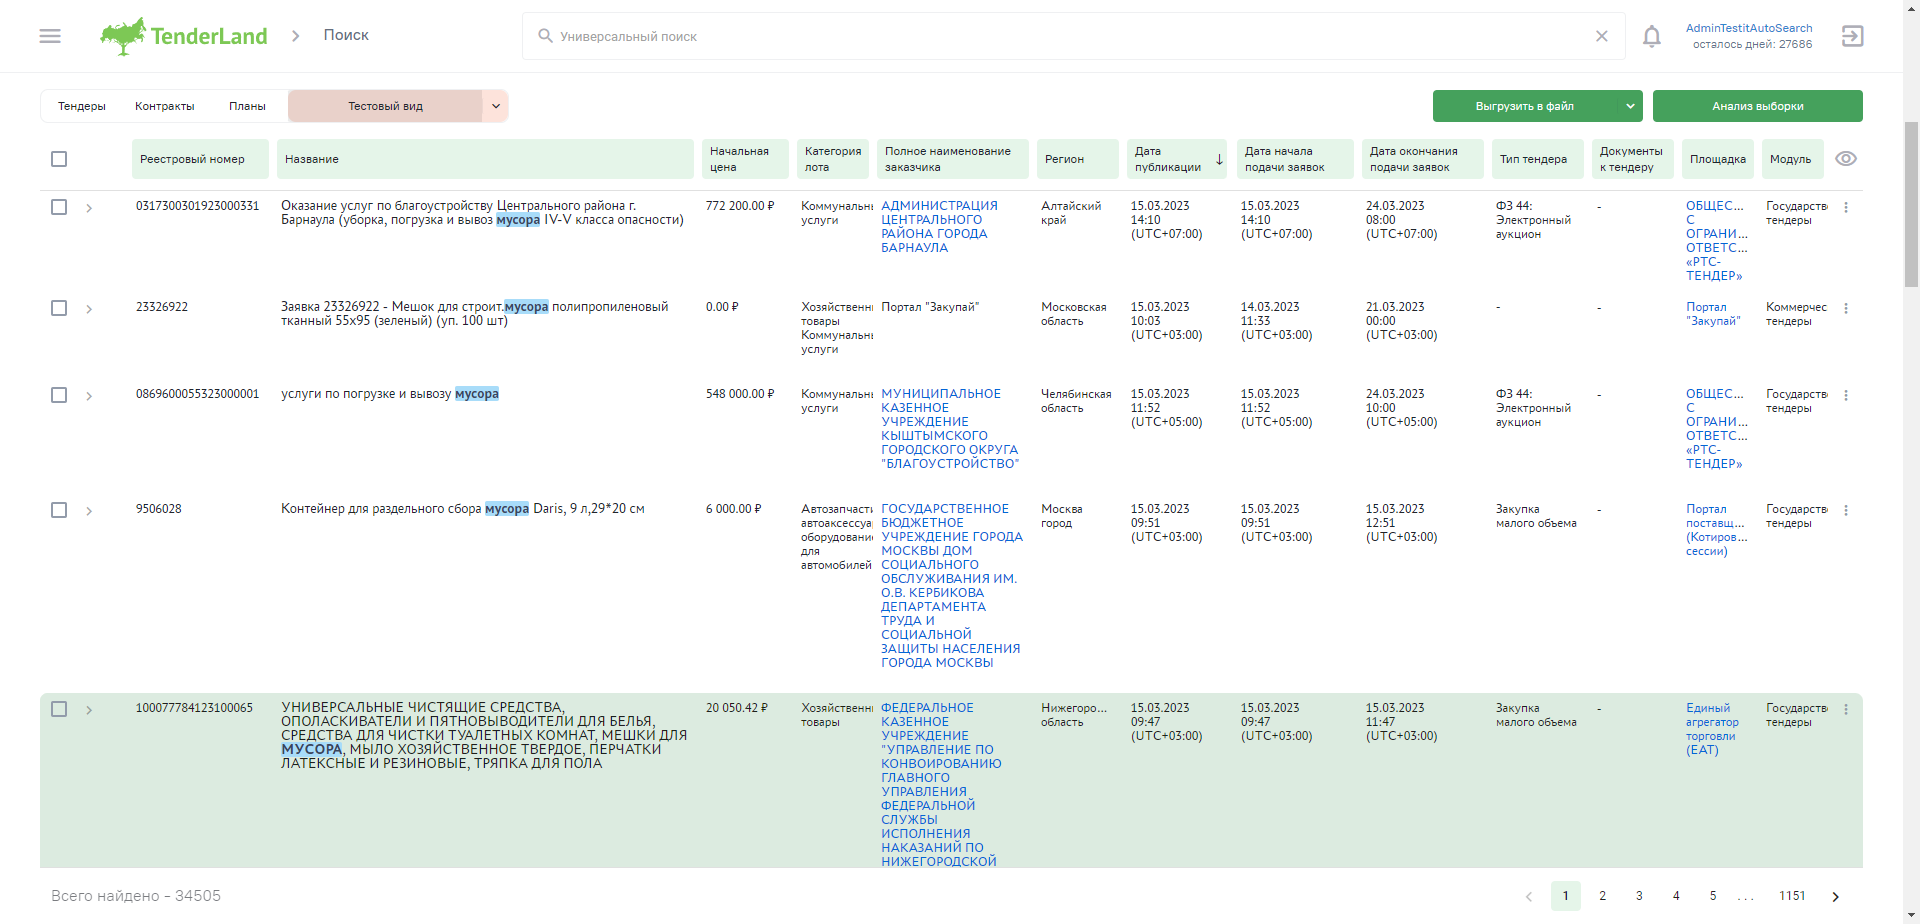 TenderLand
Поиск
Универсальный поиск
AdminTestitAutoSearch
осталось дней: 27686
Тендеры
Контракты
Планы
Тестовый вид
Выгрузить в файл
Анализ выборки
Реестровый номер
Название
Начальная
цена
Категория
лота
Полное наименование
заказчика
Регион
Дата
публикации
Дата начала
подачи заявок
Дата окончания
подачи заявок
Тип тендера
Документы
к тендеру
Площадка
Модуль
0317300301923000331
Оказание услуг по благоустройству Центрального района г.
Барнаула (уборка, погрузка и вывоз мусора IV-V класса опасности)
772 200.00 ₽
Коммунальн
услуги
АДМИНИСТРАЦИЯ
ЦЕНТРАЛЬНОГО
РАЙОНА ГОРОДА
БАРНАУЛА
Алтайский
край
15.03.2023
14:10
(UTC+07:00)
15.03.2023
14:10
(UTC+07:00)
24.03.2023
08:00
(UTC+07:00)
ФЗ 44:
Электронный
аукцион
-
ОБЩЕС...
С
ОГРАНИ...
ОТВЕТС...
«РТС-
ТЕНДЕР»
Государств
тендеры
23326922
Заявка 23326922 - Мешок для строит.мусора полипропиленовый
тканный 55х95 (зеленый) (уп. 100 шт)
0.00 ₽
Хозяйственн
товары
Коммунальн
услуги
Портал "Закупай"
Московская
область
15.03.2023
10:03
(UTC+03:00)
14.03.2023
11:33
(UTC+03:00)
21.03.2023
00:00
(UTC+03:00)
-
-
Портал
"Закупай"
Коммерчес
тендеры
0869600055323000001
услуги по погрузке и вывозу мусора
548 000.00 ₽
Коммунальн
услуги
МУНИЦИПАЛЬНОЕ
КАЗЕННОЕ
УЧРЕЖДЕНИЕ
КЫШТЫМСКОГО
ГОРОДСКОГО ОКРУГА
"БЛАГОУСТРОЙСТВО"
Челябинская
область
15.03.2023
11:52
(UTC+05:00)
15.03.2023
11:52
(UTC+05:00)
24.03.2023
10:00
(UTC+05:00)
ФЗ 44:
Электронный
аукцион
-
ОБЩЕС...
С
ОГРАНИ...
ОТВЕТС...
«РТС-
ТЕНДЕР»
Государств
тендеры
9506028
Контейнер для раздельного сбора мусора Daris, 9 л,29*20 см
6 000.00 ₽
Автозапчасти
автоаксессуа
оборудование
для
автомобилей
ГОСУДАРСТВЕННОЕ
БЮДЖЕТНОЕ
УЧРЕЖДЕНИЕ ГОРОДА
МОСКВЫ ДОМ
СОЦИАЛЬНОГО
ОБСЛУЖИВАНИЯ ИМ.
О.В. КЕРБИКОВА
ДЕПАРТАМЕНТА
ТРУДА И
СОЦИАЛЬНОЙ
ЗАЩИТЫ НАСЕЛЕНИЯ
ГОРОДА МОСКВЫ
Москва
город
15.03.2023
09:51
(UTC+03:00)
15.03.2023
09:51
(UTC+03:00)
15.03.2023
12:51
(UTC+03:00)
Закупка
малого объема
-
Портал
поставщ...
(Котиров...
сессии)
Государств
тендеры
100077784123100065
УНИВЕРСАЛЬНЫЕ ЧИСТЯЩИЕ СРЕДСТВА,
ОПОЛАСКИВАТЕЛИ И ПЯТНОВЫВОДИТЕЛИ ДЛЯ БЕЛЬЯ,
СРЕДСТВА ДЛЯ ЧИСТКИ ТУАЛЕТНЫХ КОМНАТ, МЕШКИ ДЛЯ
МУСОРА, МЫЛО ХОЗЯЙСТВЕННОЕ ТВЕРДОЕ, ПЕРЧАТКИ
ЛАТЕКСНЫЕ И РЕЗИНОВЫЕ, ТРЯПКА ДЛЯ ПОЛА
20 050.42 ₽
Хозяйственн
товары
ФЕДЕРАЛЬНОЕ
КАЗЕННОЕ
УЧРЕЖДЕНИЕ
"УПРАВЛЕНИЕ ПО
КОНВОИРОВАНИЮ
ГЛАВНОГО
УПРАВЛЕНИЯ
ФЕДЕРАЛЬНОЙ
СЛУЖБЫ
ИСПОЛНЕНИЯ
НАКАЗАНИЙ ПО
НИЖЕГОРОДСКОЙ
Нижегоро...
область
15.03.2023
09:47
(UTC+03:00)
15.03.2023
09:47
(UTC+03:00)
15.03.2023
11:47
(UTC+03:00)
Закупка
малого объема
-
Единый
агрегатор
торговли
(ЕАТ)
Государств
тендеры
Всего найдено - 34505
1
2
3
4
5
...
1151